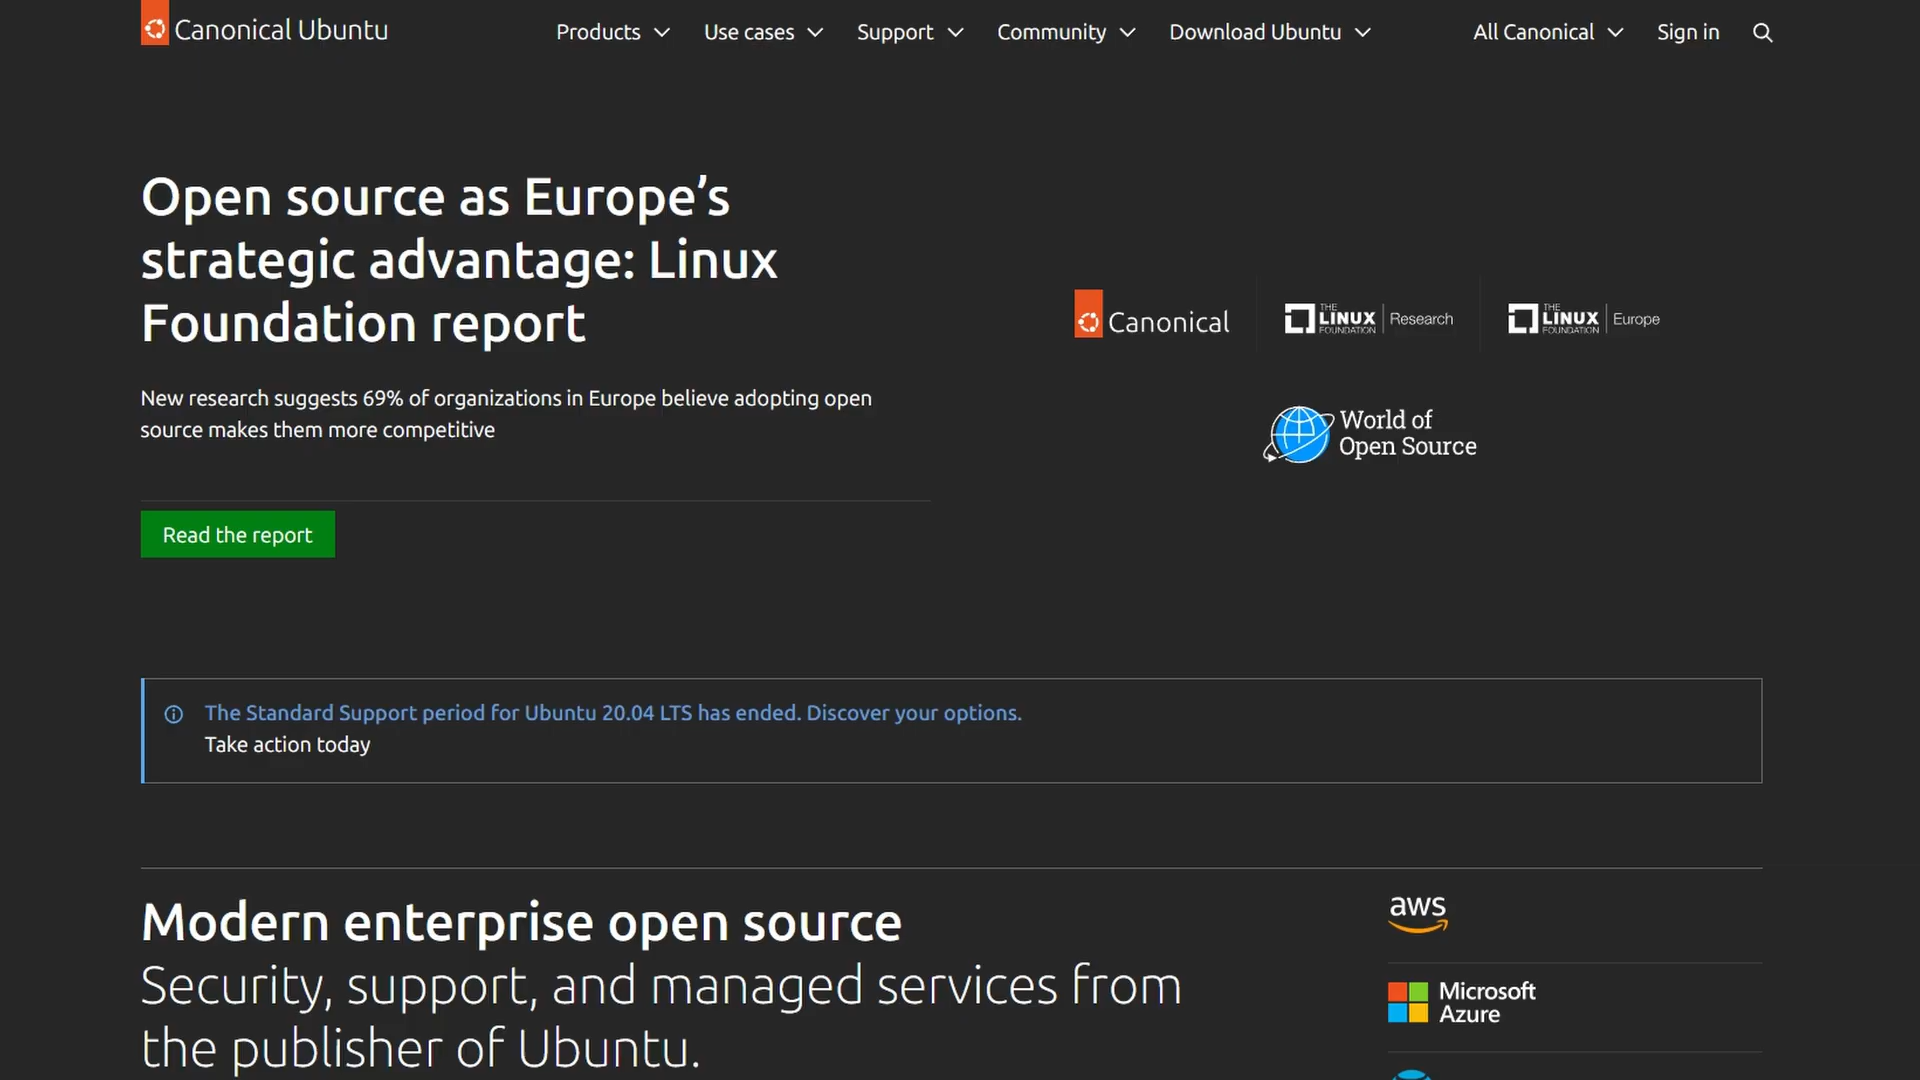 Canonical Ubuntu
Products
Use cases
Support
Community
Download Ubuntu
All Canonical
Sign in
Open source as Europe’s
strategic advantage: Linux
Foundation report
New research suggests 69% of organizations in Europe believe adopting open
source makes them more competitive
Read the report
Canonical
THE
LINUX
FOUNDATION
Research
THE
LINUX
FOUNDATION
Europe
World of
Open Source
The Standard Support period for Ubuntu 20.04 LTS has ended. Discover your options.
Take action today
Modern enterprise open source
Security, support, and managed services from
the publisher of Ubuntu.
aws
Microsoft
Azure